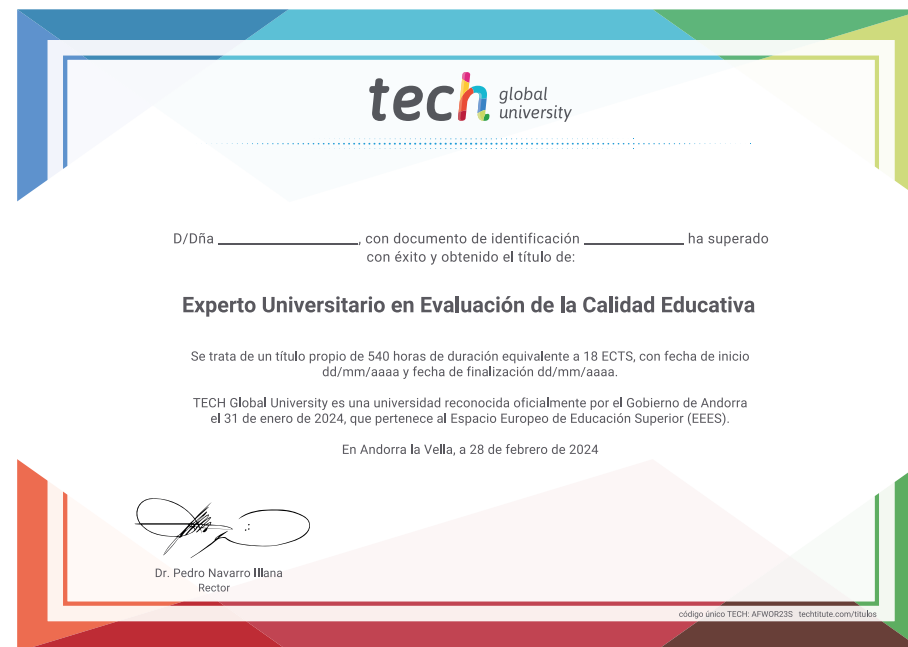 tech global university
D/Dña ________________, con documento de identificación ____________ ha superado
con éxito y obtenido el título de:
Experto Universitario en Evaluación de la Calidad Educativa
Se trata de un título propio de 540 horas de duración equivalente a 18 ECTS, con fecha de inicio
dd/mm/aaaa y fecha de finalización dd/mm/aaaa.
TECH Global University es una universidad reconocida oficialmente por el Gobierno de Andorra
el 31 de enero de 2024, que pertenece al Espacio Europeo de Educación Superior (EEES).
En Andorra la Vella, a 28 de febrero de 2024
Dr. Pedro Navarro Illana
Rector
código único TECH: AFWOR23S techtitute.com/titulos